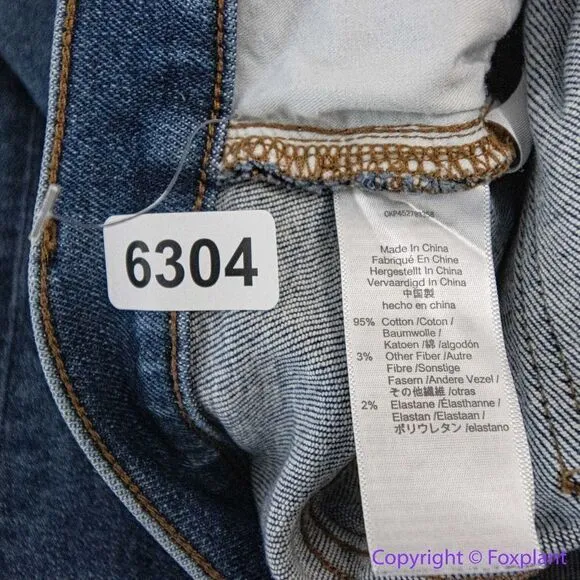 6304
Made In China
Fabriqué En Chine
Hergestellt In China
Vervaardigd In China
中国製
hecho en china
95% Cotton /Coton /
Baumwolle /
Katoen /綿 /algodón
3% Other Fiber /Autre
Fibre /Sonstige
Fasern /Andere Vezel /
その他繊維 /otras
2% Elastane /Élasthanne /
Elastan /Elastaan /
ポリウレタン /elastano
Copyright © Foxplant